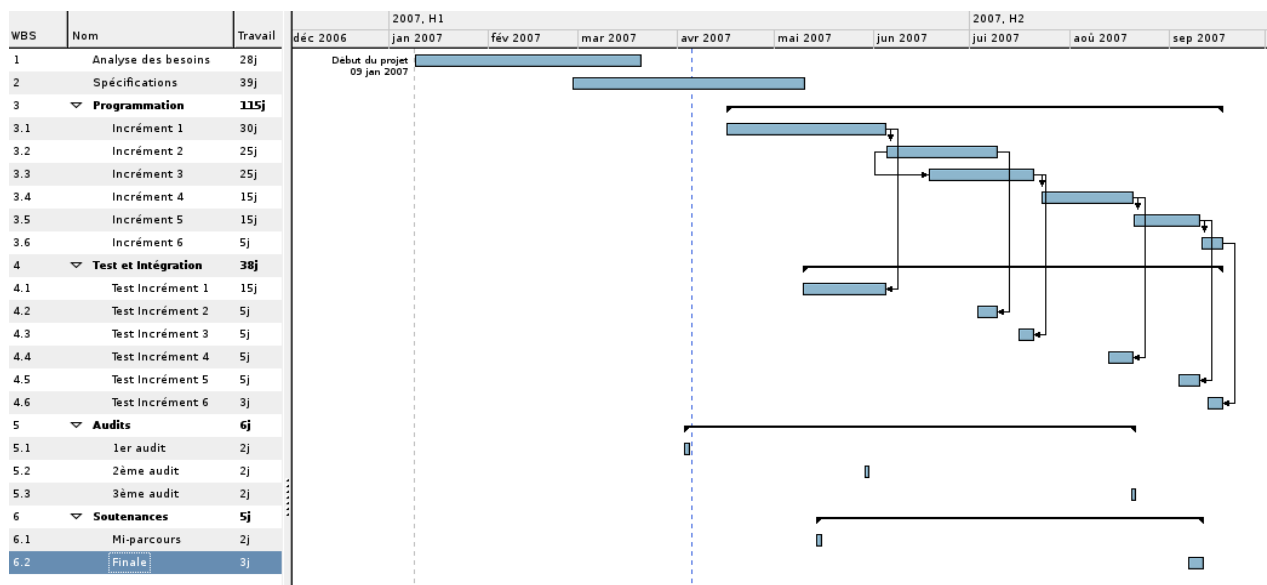 2007, H1 2007, H2
WBS Nom Travail déc 2006 jan 2007 fév 2007 mar 2007 avr 2007 mai 2007 jun 2007 jui 2007 aoû 2007 sep 2007
1 Analyse des besoins 28j Début du projet
09 jan 2007
2 Spécifications 39j
3 Programmation 115j
3.1 Incrément 1 30j
3.2 Incrément 2 25j
3.3 Incrément 3 25j
3.4 Incrément 4 15j
3.5 Incrément 5 15j
3.6 Incrément 6 5j
4 Test et Intégration 38j
4.1 Test Incrément 1 15j
4.2 Test Incrément 2 5j
4.3 Test Incrément 3 5j
4.4 Test Incrément 4 5j
4.5 Test Incrément 5 5j
4.6 Test Incrément 6 3j
5 Audits 6j
5.1 1er audit 2j
5.2 2ème audit 2j
5.3 3ème audit 2j
6 Soutenances 5j
6.1 Mi-parcours 2j
6.2 Finale 3j